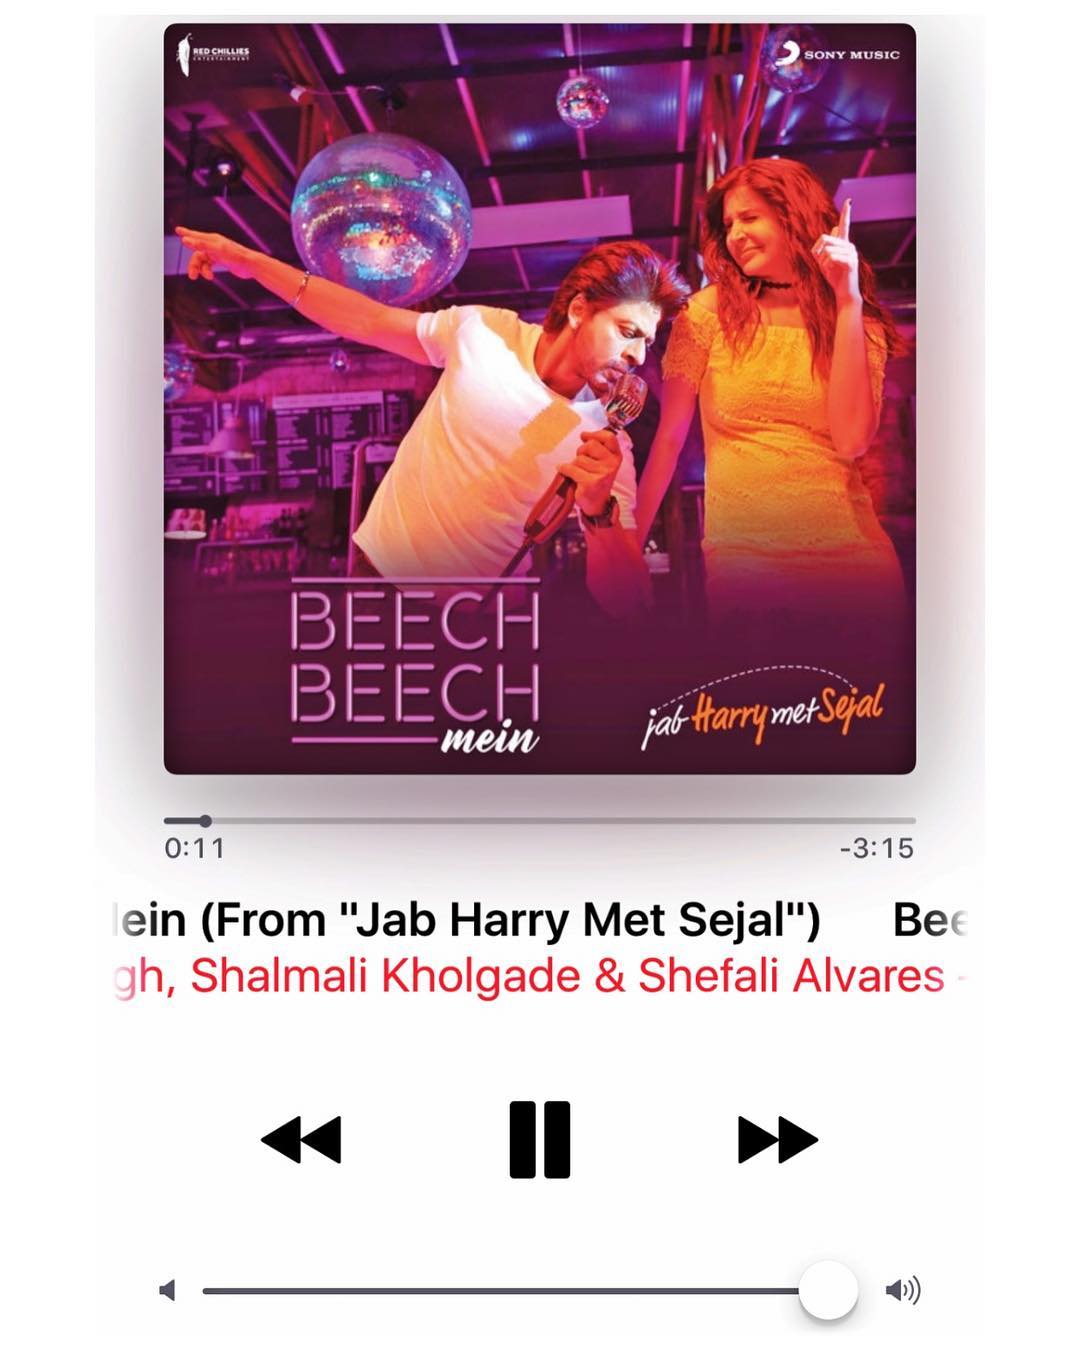 RED CHILLIES
ENTERTAINMENT
SONY MUSIC
BEECH
BEECH
mein
jab Harry met Sejal
0:11
-3:15
ein (From "Jab Harry Met Sejal") Bee
gh, Shalmali Kholgade & Shefali Alvares -